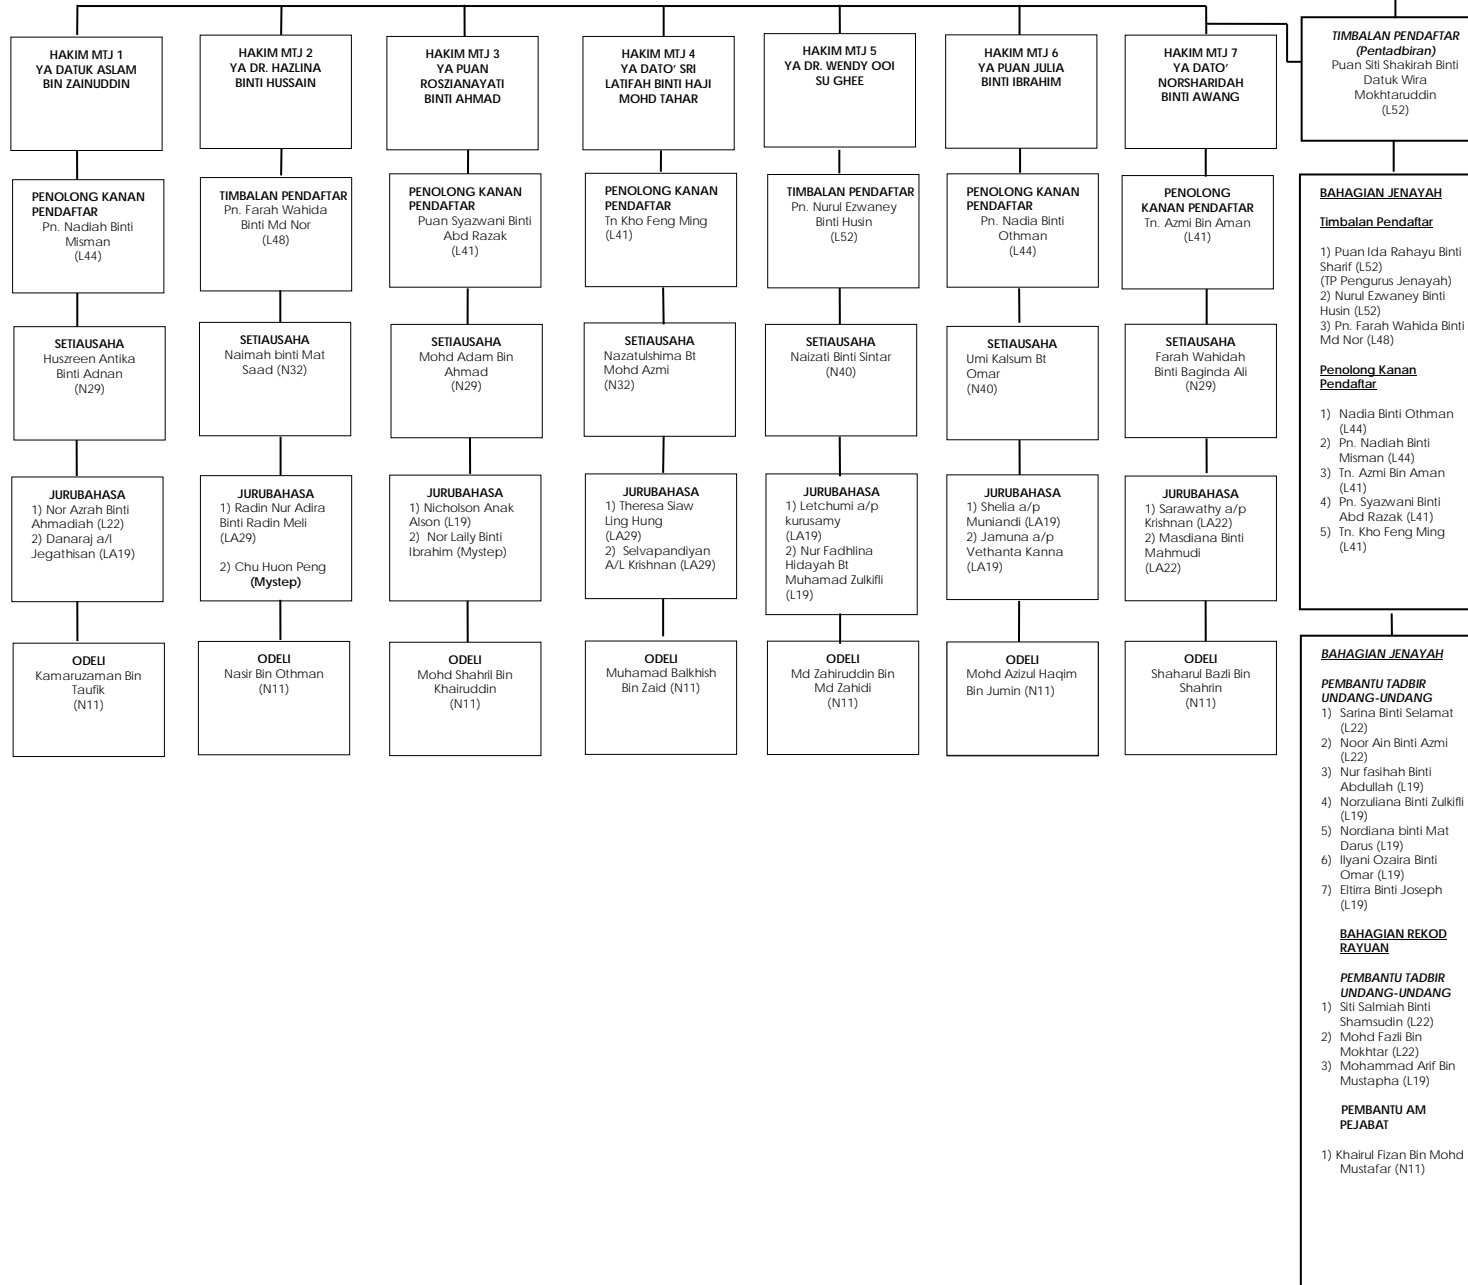 HAKIM MTJ 1
YA DATUK ASLAM
BIN ZAINUDDIN
PENOLONG KANAN
PENDAFTAR
Pn. Nadiah Binti
Misman
(L44)
SETIAUSAHA
Huszreen Antika
Binti Adnan
(N29)
JURUBAHASA
1) Nor Azrah Binti
Ahmadiah (L22)
2) Danaraj a/l
Jegathisan (LA19)
ODELI
Kamaruzaman Bin
Taufik
(N11)
HAKIM MTJ 2
YA DR. HAZLINA
BINTI HUSSAIN
TIMBALAN PENDAFTAR
Pn. Farah Wahida
Binti Md Nor
(L48)
SETIAUSAHA
Naimah binti Mat
Saad (N32)
JURUBAHASA
1) Radin Nur Adira
Binti Radin Meli
(LA29)
2) Chu Huon Peng
(Mystep)
ODELI
Nasir Bin Othman
(N11)
HAKIM MTJ 3
YA PUAN
ROSZIANAYATI
BINTI AHMAD
PENOLONG KANAN
PENDAFTAR
Puan Syazwani Binti
Abd Razak
(L41)
SETIAUSAHA
Mohd Adam Bin
Ahmad
(N29)
JURUBAHASA
1) Nicholson Anak
Alson (L19)
2) Nor Laily Binti
Ibrahim (Mystep)
ODELI
Mohd Shahril Bin
Khairuddin
(N11)
HAKIM MTJ 4
YA DATO' SRI
LATIFAH BINTI HAJI
MOHD TAHAR
PENOLONG KANAN
PENDAFTAR
Tn Kho Feng Ming
(L41)
SETIAUSAHA
Nazatulshima Bt
Mohd Azmi
(N32)
JURUBAHASA
1) Theresa Siaw
Ling Hung
(LA29)
2) Selvapandiyan
A/L Krishnan (LA29)
ODELI
Muhamad Balkhish
Bin Zaid (N11)
HAKIM MTJ 5
YA DR. WENDY OOI
SU GHEE
TIMBALAN PENDAFTAR
Pn. Nurul Ezwaney
Binti Husin
(L52)
SETIAUSAHA
Naizati Binti Sintar
(N40)
JURUBAHASA
1) Letchumi a/p
kurusamy
(LA19)
2) Nur Fadhlina
Hidayah Bt
Muhamad Zulkifli
(L19)
ODELI
Md Zahiruddin Bin
Md Zahidi
(N11)
HAKIM MTJ 6
YA PUAN JULIA
BINTI IBRAHIM
PENOLONG KANAN
PENDAFTAR
Pn. Nadia Binti
Othman
(L44)
SETIAUSAHA
Umi Kalsum Bt
Omar
(N40)
JURUBAHASA
1) Shelia a/p
Muniandi (LA19)
2) Jamuna a/p
Vethanta Kanna
(LA19)
ODELI
Mohd Azizul Haqim
Bin Jumin (N11)
HAKIM MTJ 7
YA DATO'
NORSHARIDAH
BINTI AWANG
PENOLONG
KANAN PENDAFTAR
Tn. Azmi Bin Aman
(L41)
SETIAUSAHA
Farah Wahidah
Binti Baginda Ali
(N29)
JURUBAHASA
1) Sarawathy a/p
Krishnan (LA22)
2) Masdiana Binti
Mahmudi
(LA22)
ODELI
Shaharul Bazli Bin
Shahrin
(N11)
TIMBALAN PENDAFTAR
(Pentadbiran)
Puan Siti Shakirah Binti
Datuk Wira
Mokhtaruddin
(L52)
BAHAGIAN JENAYAH
Timbalan Pendaftar
1) Puan Ida Rahayu Binti
Sharif (L52)
(TP Pengurus Jenayah)
2) Nurul Ezwaney Binti
Husin (L52)
3) Pn. Farah Wahida Binti
Md Nor (L48)
Penolong Kanan
Pendaftar
1) Nadia Binti Othman
(L44)
2) Pn. Nadiah Binti
Misman (L44)
3) Tn. Azmi Bin Aman
(L41)
4) Pn. Syazwani Binti
Abd Razak (L41)
5) Tn. Kho Feng Ming
(L41)
BAHAGIAN JENAYAH
PEMBANTU TADBIR
UNDANG-UNDANG
1) Sarina Binti Selamat
(L22)
2) Noor Ain Binti Azmi
(L22)
3) Nur fasihah Binti
Abdullah (L19)
4) Norzuliana Binti Zulkifli
(L19)
5) Nordiana binti Mat
Darus (L19)
6) Ilyani Ozaira Binti
Omar (L19)
7) Eltirra Binti Joseph
(L19)
BAHAGIAN REKOD
RAYUAN
PEMBANTU TADBIR
UNDANG-UNDANG
1) Siti Salmiah Binti
Shamsudin (L22)
2) Mohd Fazli Bin
Mokhtar (L22)
3) Mohammad Arif Bin
Mustapha (L19)
PEMBANTU AM
PEJABAT
1) Khairul Fizan Bin Mohd
Mustafar (N11)